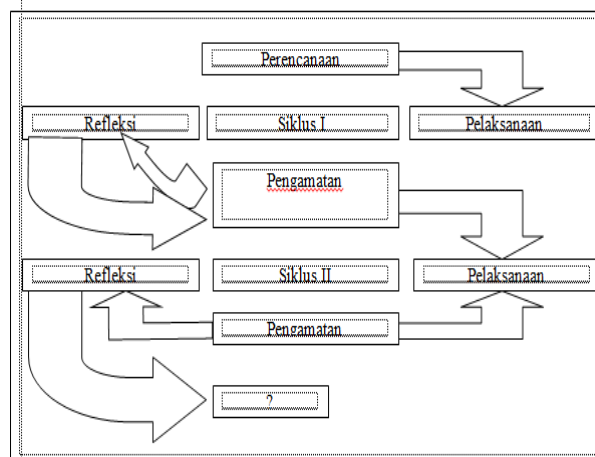 Perencanaan
Refleksi
Siklus I
Pelaksanaan
Pengamatan
Refleksi
Siklus II
Pelaksanaan
Pengamatan
?